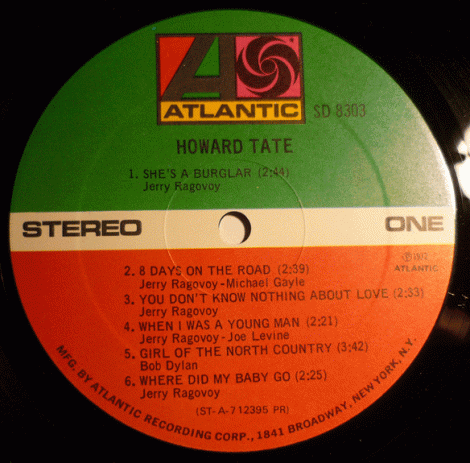 ATLANTIC
SD 8303
HOWARD TATE
1. SHE'S A BURGLAR (2:44)
Jerry Ragovoy
STEREO
ONE
ATLANTIC
2. 8 DAYS ON THE ROAD (2:39)
Jerry Ragovoy-Michael Gayle
3. YOU DON'T KNOW NOTHING ABOUT LOVE (2:33)
Jerry Ragovoy
4. WHEN I WAS A YOUNG MAN (2:21)
Jerry Ragovoy-Joe Levine
5. GIRL OF THE NORTH COUNTRY (3:42)
Bob Dylan
6. WHERE DID MY BABY GO (2:25)
Jerry Ragovoy
(ST-A-712395 PR)
MFG. BY ATLANTIC RECORDING CORP., 1841 BROADWAY, NEW YORK, N.Y.